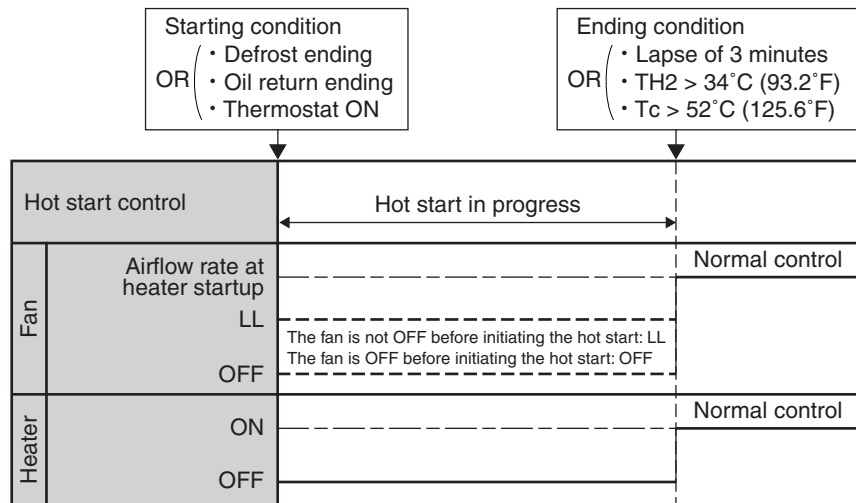 Starting condition
OR
・Defrost ending
・Oil return ending
・Thermostat ON
Ending condition
OR
・Lapse of 3 minutes
・TH2 > 34˚C (93.2˚F)
・Tc > 52˚C (125.6˚F)
Hot start control
Hot start in progress
Fan
Airflow rate at
heater startup
Normal control
LL
The fan is not OFF before initiating the hot start: LL
The fan is OFF before initiating the hot start: OFF
OFF
Heater
ON
Normal control
OFF